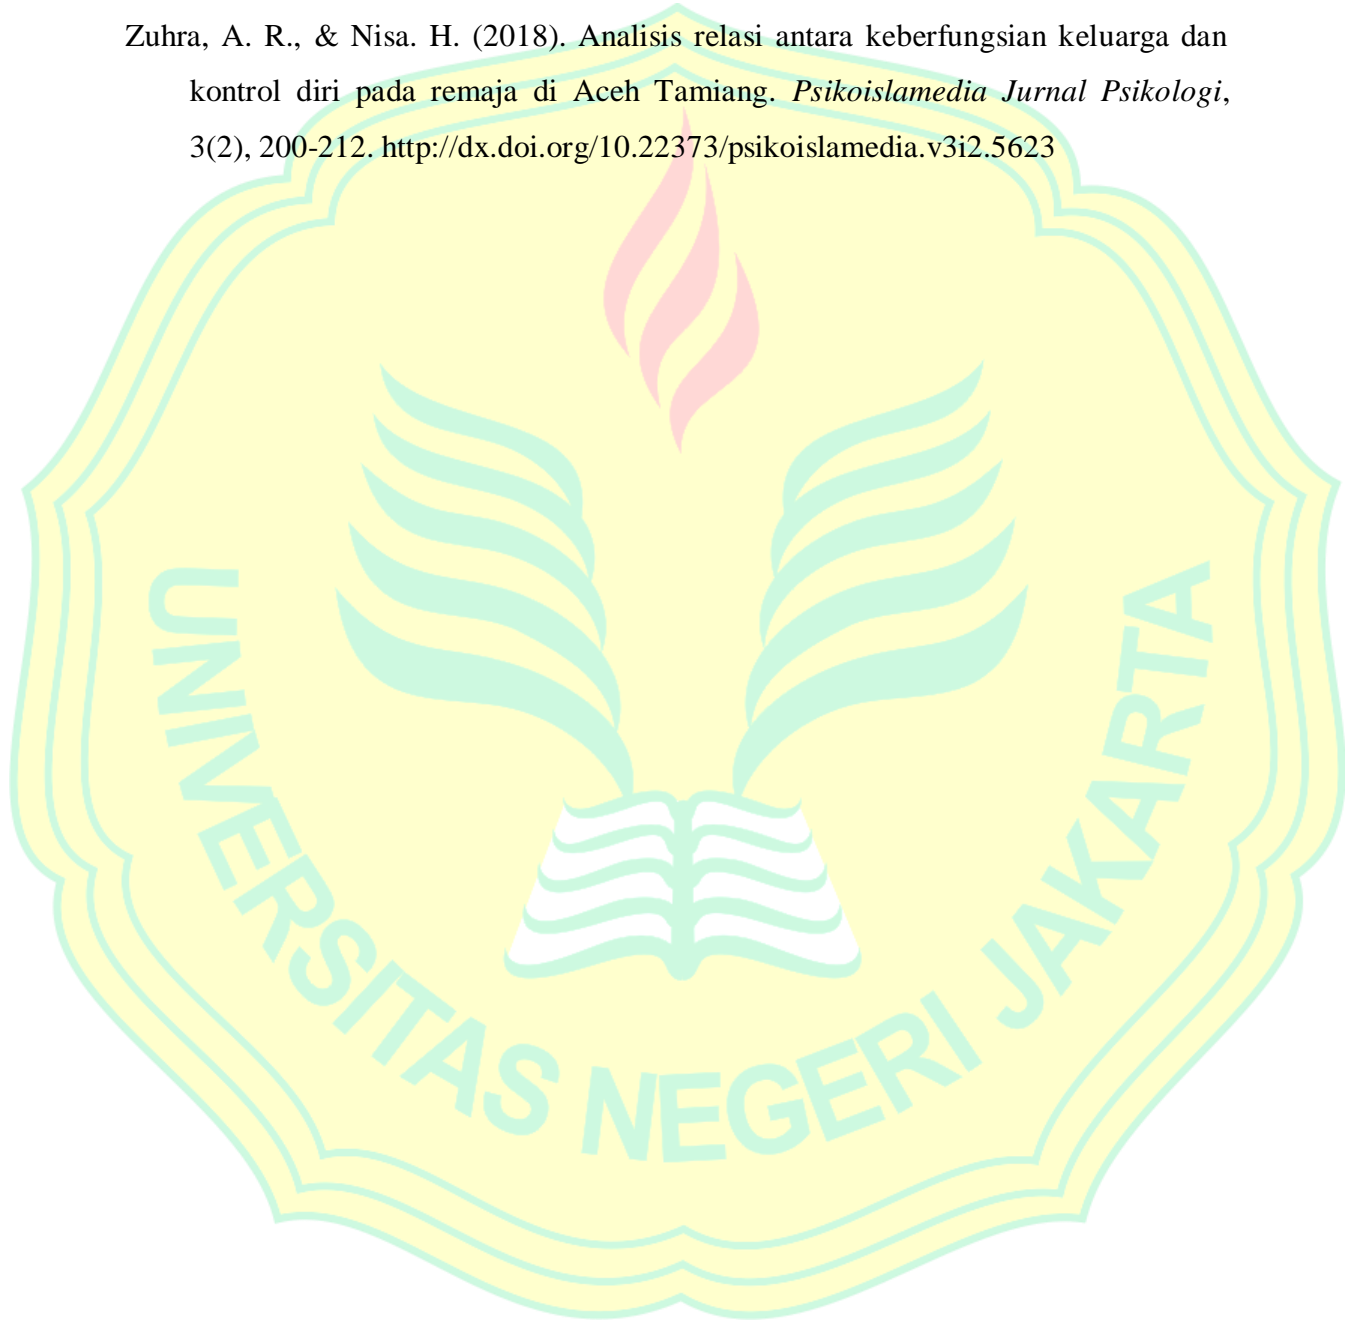 Zuhra, A. R., & Nisa. H. (2018). Analisis relasi antara keberfungsian keluarga dan
kontrol diri pada remaja di Aceh Tamiang. Psikoislamedia Jurnal Psikologi,
3(2), 200-212. http://dx.doi.org/10.22373/psikoislamedia.v3i2.5623
UNIVERSITAS NEGERI JAKARTA